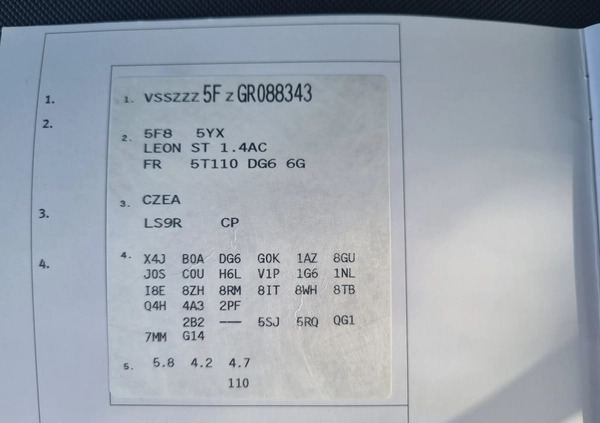 1.
2.
3.
4.
1. VSSZZZ 5F Z GR088343
2. 5F8 5YX
LEON ST 1.4AC
FR 5T110 DG6 6G
3. CZEA
LS9R CP
4. X4J B0A DG6 G0K 1AZ 8GU
J0S C0U H6L V1P 1G6 1NL
I8E 8ZH 8RM 8IT 8WH 8TB
Q4H 4A3 2PF
2B2 --- 5SJ 5RQ QG1
7MM G14
5. 5.8 4.2 4.7
110